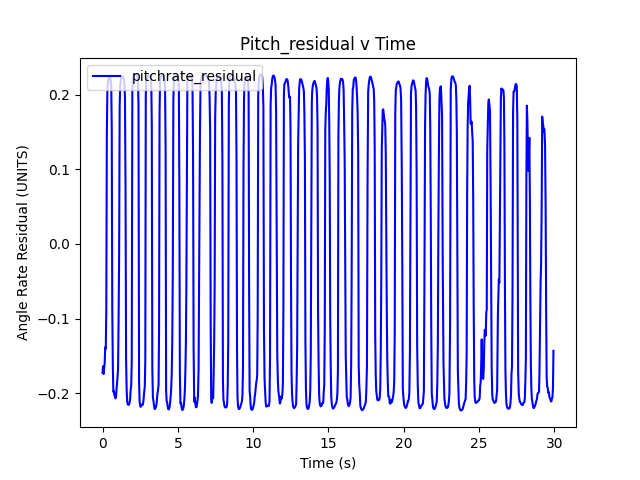 Pitch_residual v Time
pitchrate_residual
Angle Rate Residual (UNITS)
0.2
0.1
0.0
−0.1
−0.2
0 5 10 15 20 25 30
Time (s)